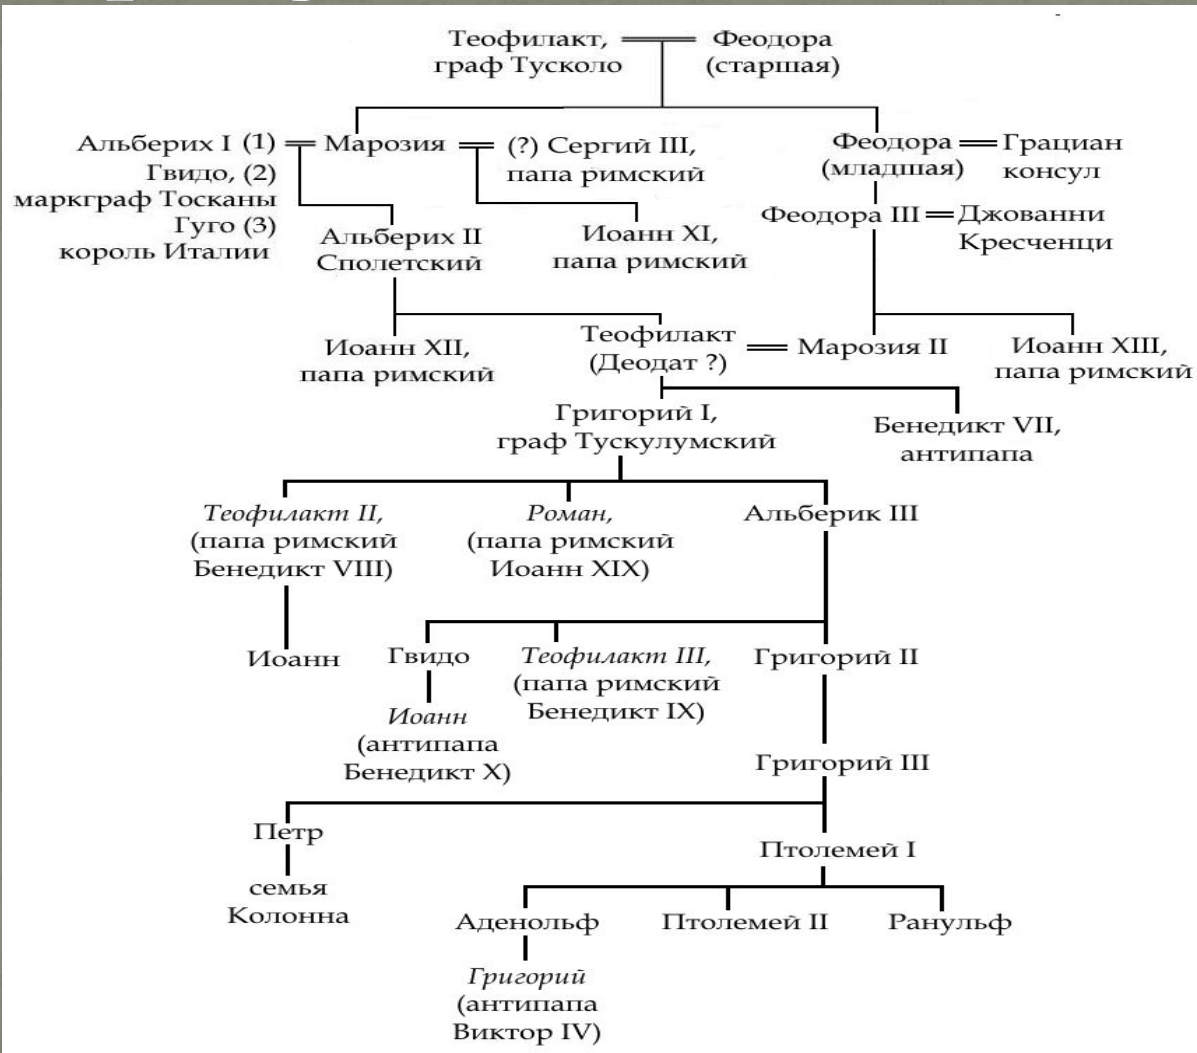 Теофилакт,
граф Тусколо
Феодора
(старшая)
Альберих I (1)
Гвидо, (2)
маркграф Тосканы
Гуго (3)
король Италии
Марозия
(?) Сергий III,
папа римский
Феодора
(младшая)
Грациан
консул
Альберих II
Сполетский
Иоанн XI,
папа римский
Феодора III
Джованни
Кресченци
Иоанн XII,
папа римский
Теофилакт
(Деодат ?)
Марозия II
Иоанн XIII,
папа римский
Григорий I,
граф Тускулумский
Бенедикт VII,
антипапа
Теофилакт II,
(папа римский
Бенедикт VIII)
Роман,
(папа римский
Иоанн XIX)
Альберик III
Иоанн
Гвидо
Теофилакт III,
(папа римский
Бенедикт IX)
Григорий II
Иоанн
(антипапа
Бенедикт X)
Григорий III
Петр
Птолемей I
семья
Колонна
Аденольф
Птолемей II
Ранульф
Григорий
(антипапа
Виктор IV)